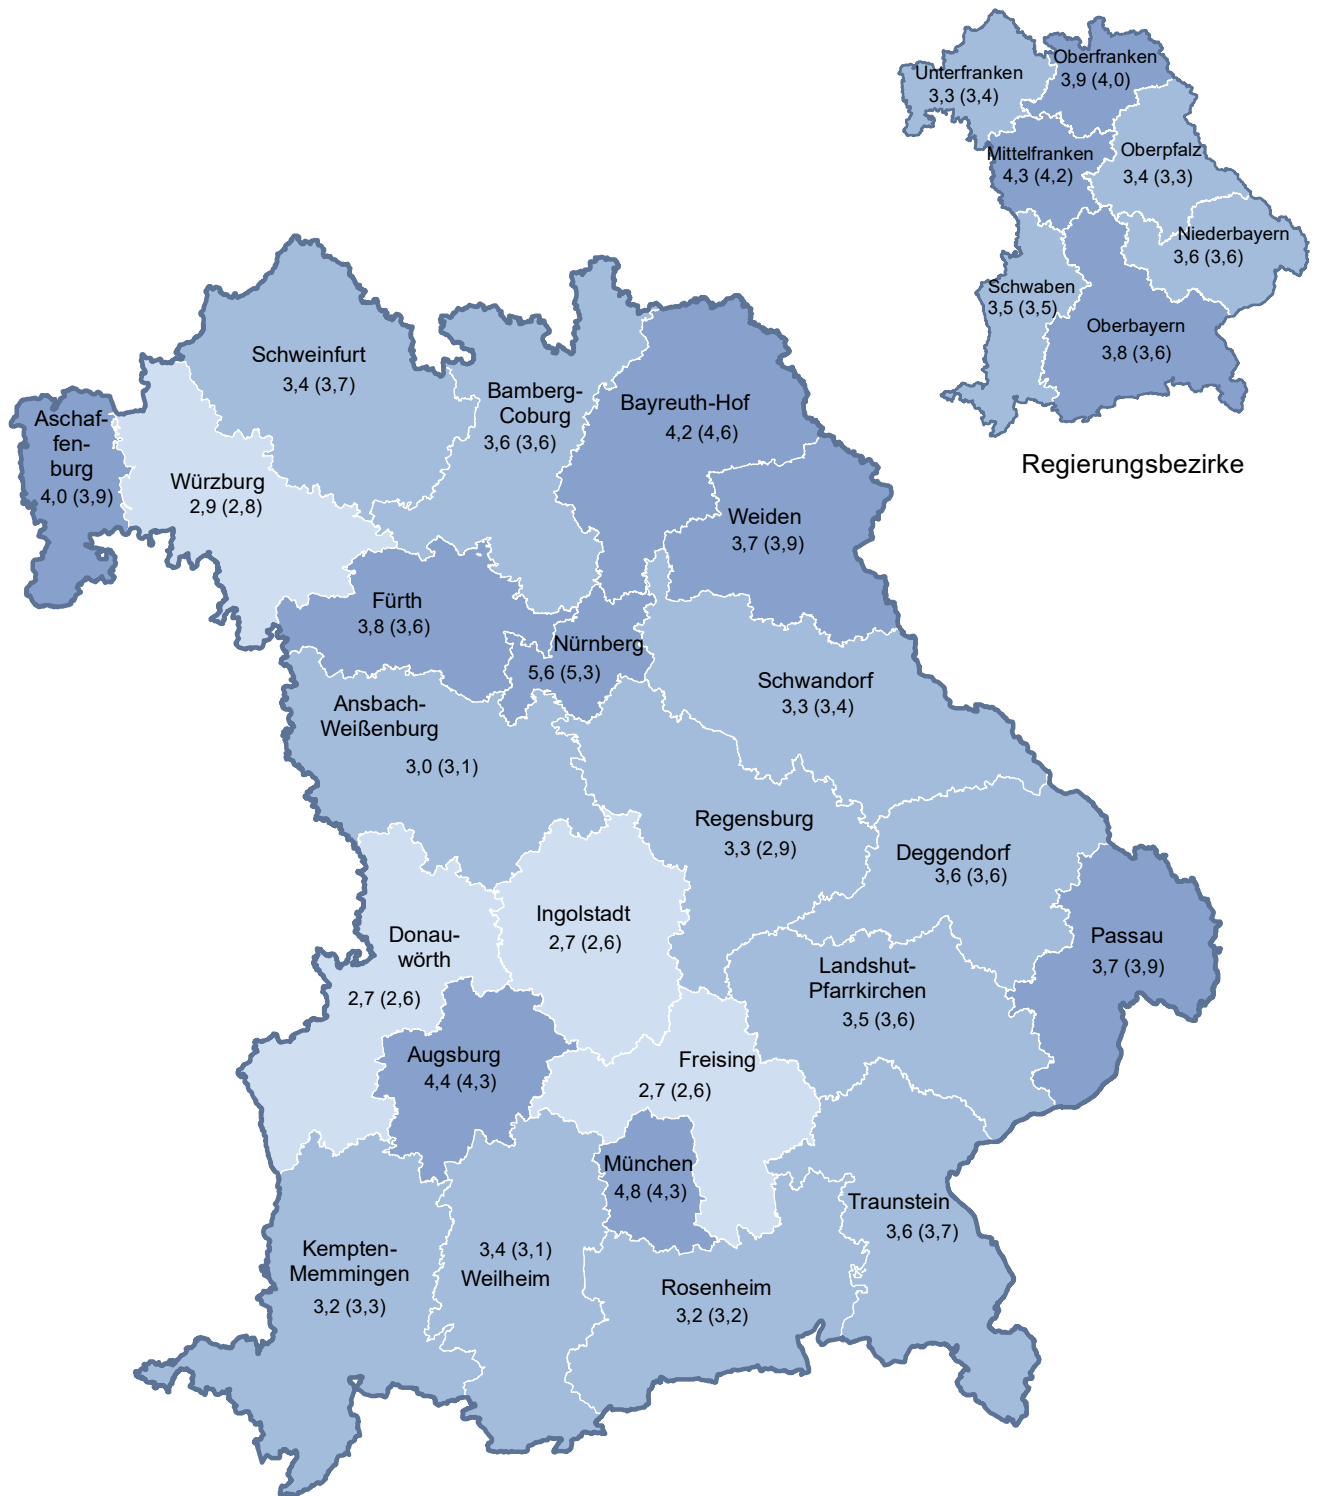 Unterfranken
3,3 (3,4)
Oberfranken
3,9 (4,0)
Mittelfranken
4,3 (4,2)
Oberpfalz
3,4 (3,3)
Niederbayern
3,6 (3,6)
Schwaben
3,5 (3,5)
Oberbayern
3,8 (3,6)
Regierungsbezirke
Schweinfurt
3,4 (3,7)
Bamberg-
Coburg
3,6 (3,6)
Bayreuth-Hof
4,2 (4,6)
Aschaf-
fen-
burg
4,0 (3,9)
Würzburg
2,9 (2,8)
Weiden
3,7 (3,9)
Fürth
3,8 (3,6)
Nürnberg
5,6 (5,3)
Schwandorf
3,3 (3,4)
Ansbach-
Weißenburg
3,0 (3,1)
Regensburg
3,3 (2,9)
Deggendorf
3,6 (3,6)
Ingolstadt
2,7 (2,6)
Donau-
wörth
2,7 (2,6)
Passau
3,7 (3,9)
Landshut-
Pfarrkirchen
3,5 (3,6)
Augsburg
4,4 (4,3)
Freising
2,7 (2,6)
München
4,8 (4,3)
Traunstein
3,6 (3,7)
Kempten-
Memmingen
3,2 (3,3)
3,4 (3,1)
Weilheim
Rosenheim
3,2 (3,2)